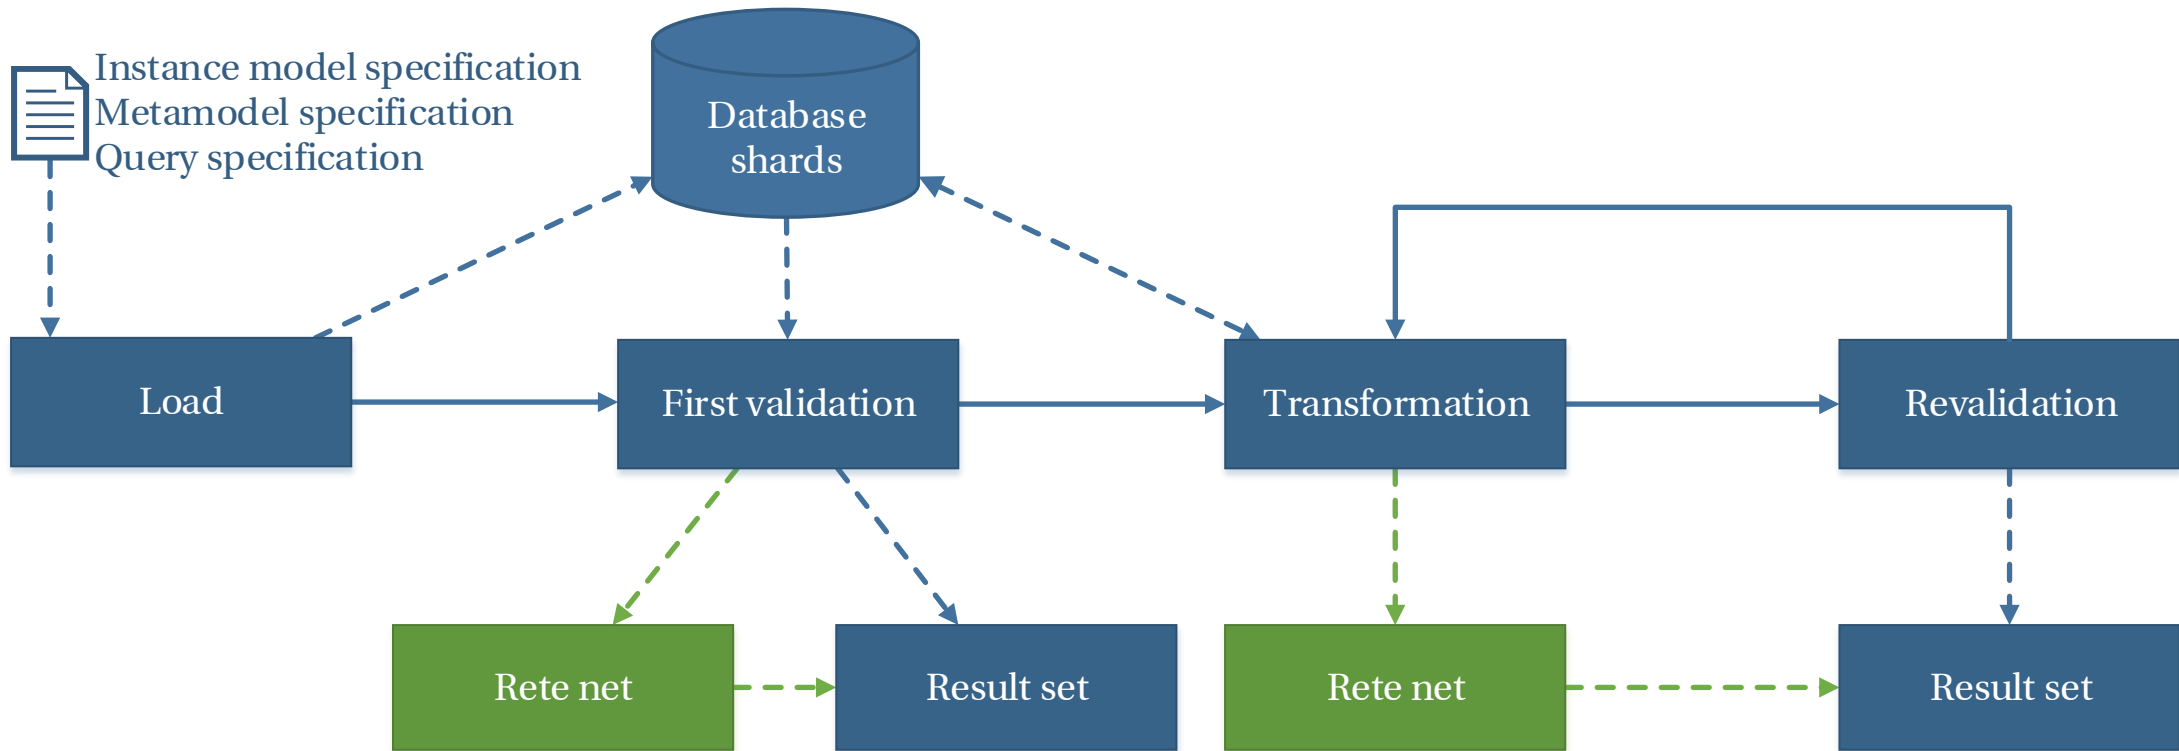 Instance model specification
Metamodel specification
Query specification
Database
shards
Load
First validation
Transformation
Revalidation
Rete net
Result set
Rete net
Result set